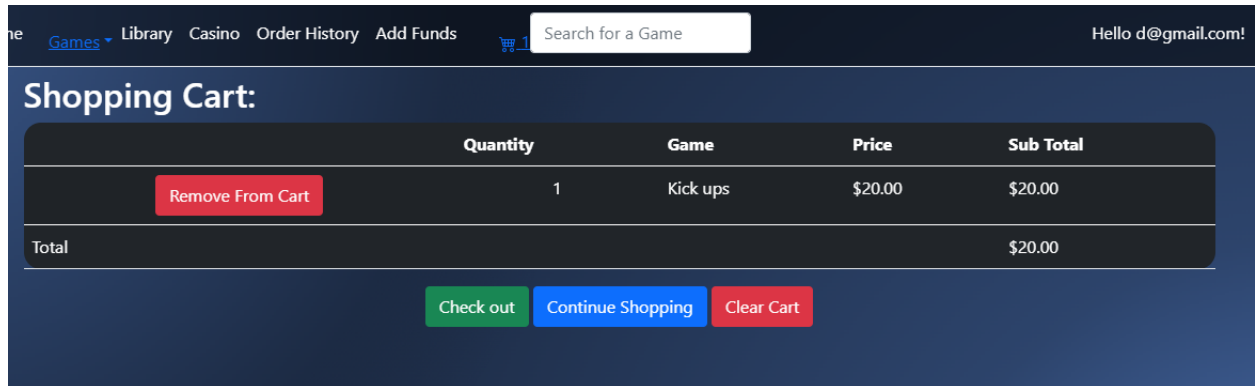 ne Games Library Casino Order History Add Funds 1 Search for a Game Hello d@gmail.com!
Shopping Cart:
Quantity Game Price Sub Total
Remove From Cart 1 Kick ups $20.00 $20.00
Total $20.00
Check out Continue Shopping Clear Cart